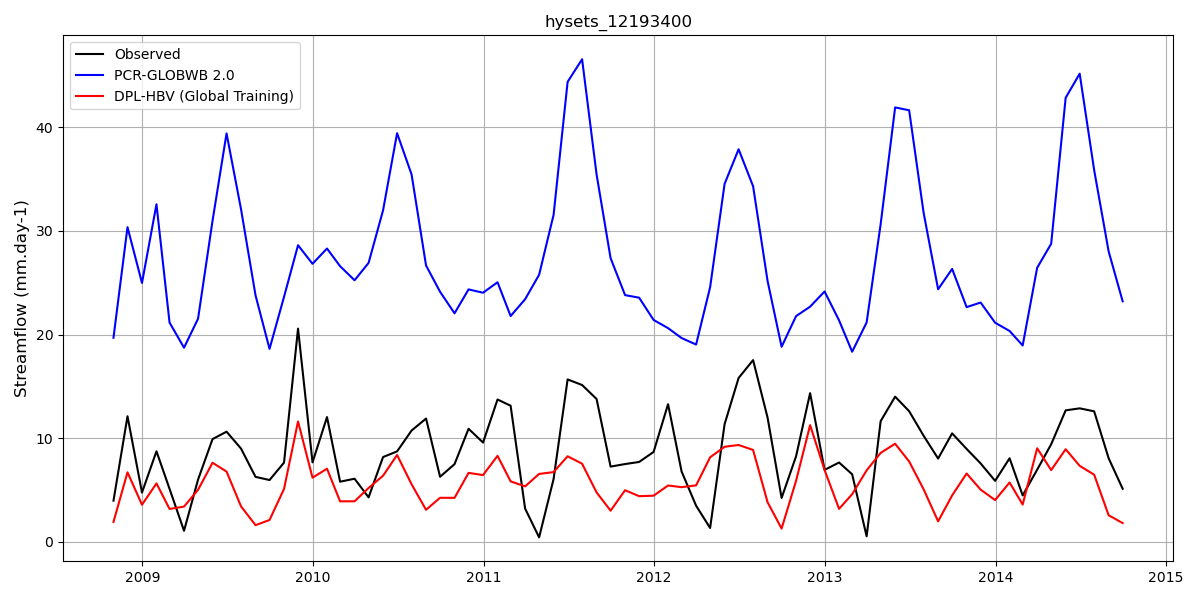 hysets_12193400
Observed
PCR-GLOBWB 2.0
DPL-HBV (Global Training)
Streamflow (mm.day-1)
40
30
20
10
0
2009 2010 2011 2012 2013 2014 2015